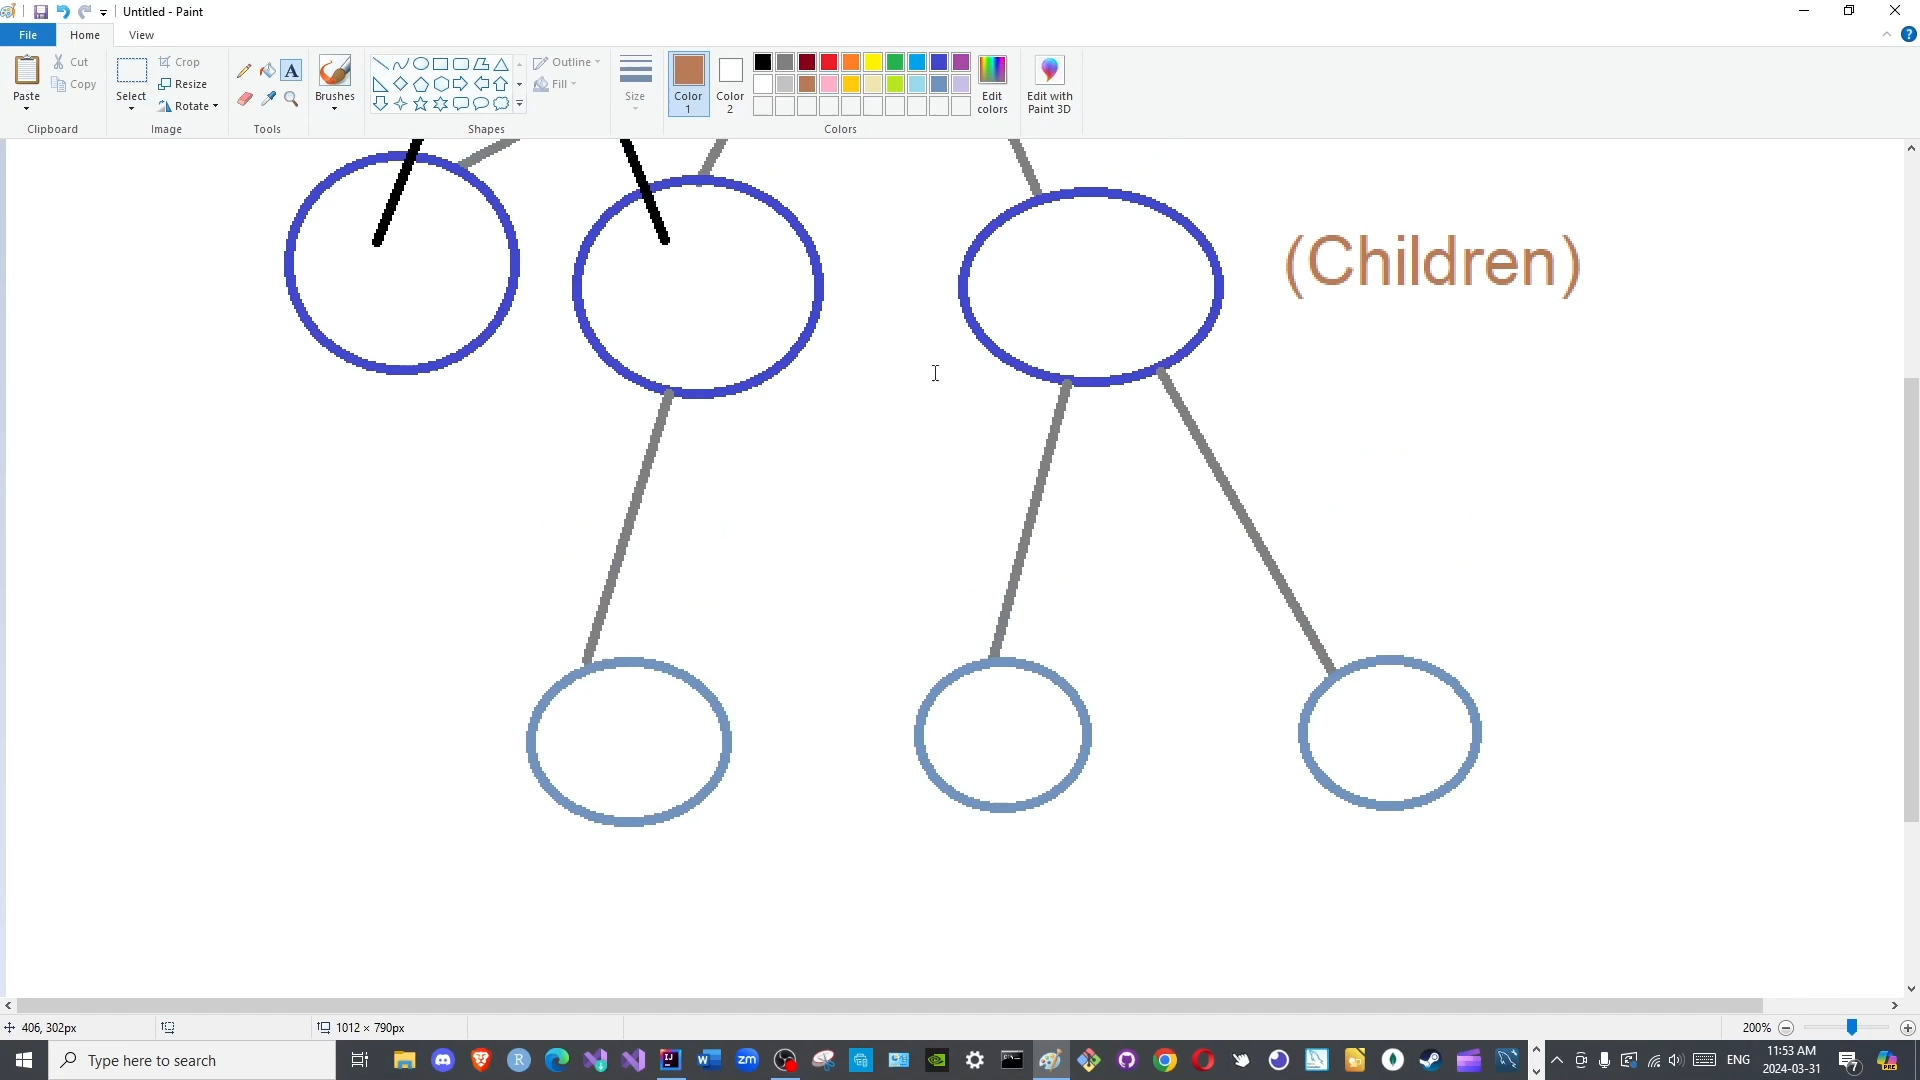 Untitled - Paint
File
Home
View
Paste
Cut
Copy
Clipboard
Select
Crop
Resize
Rotate
Image
A
Tools
Brushes
Shapes
Outline
Fill
Size
Color 1
Color 2
Colors
Edit colors
Edit with Paint 3D
(Children)
406, 302px
1012 × 790px
200%
Type here to search
ENG
11:53 AM
2024-03-31
7